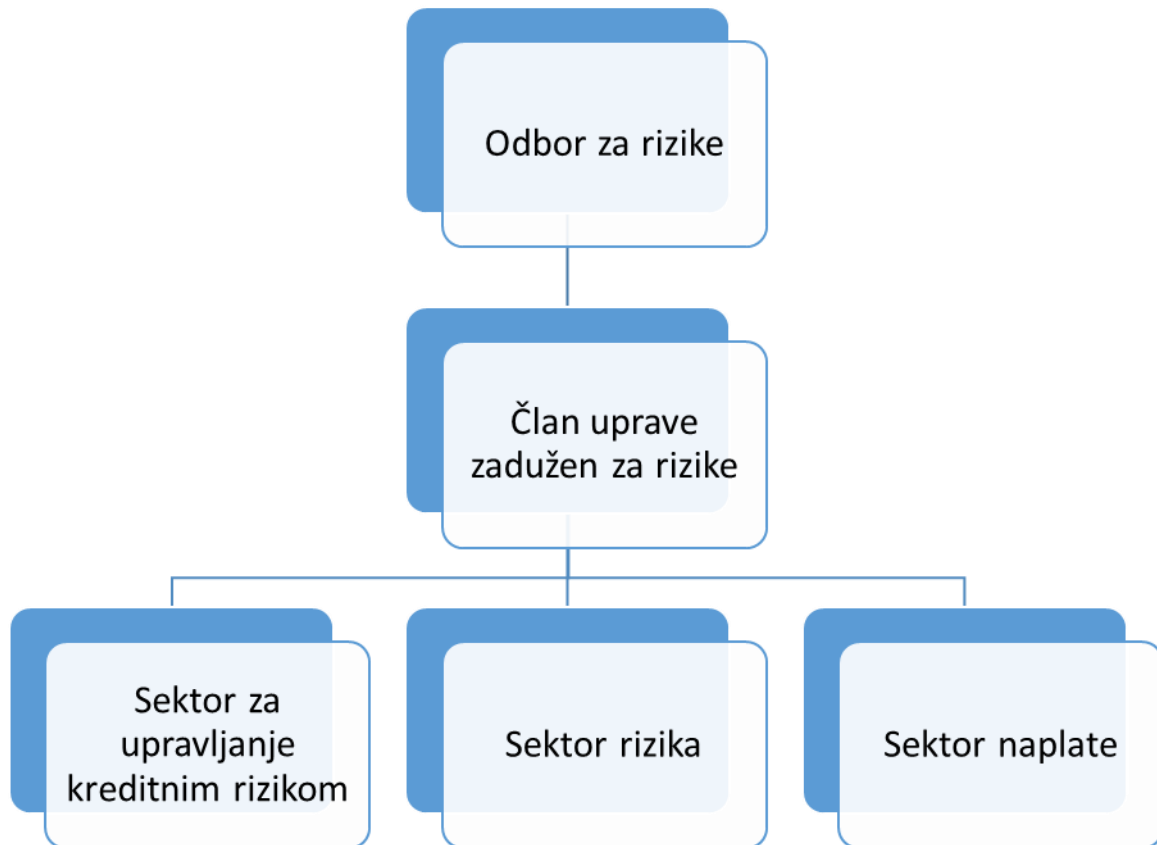 Odbor za rizike
Član uprave
zadužen za rizike
Sektor za
upravljanje
kreditnim rizikom
Sektor rizika
Sektor naplate